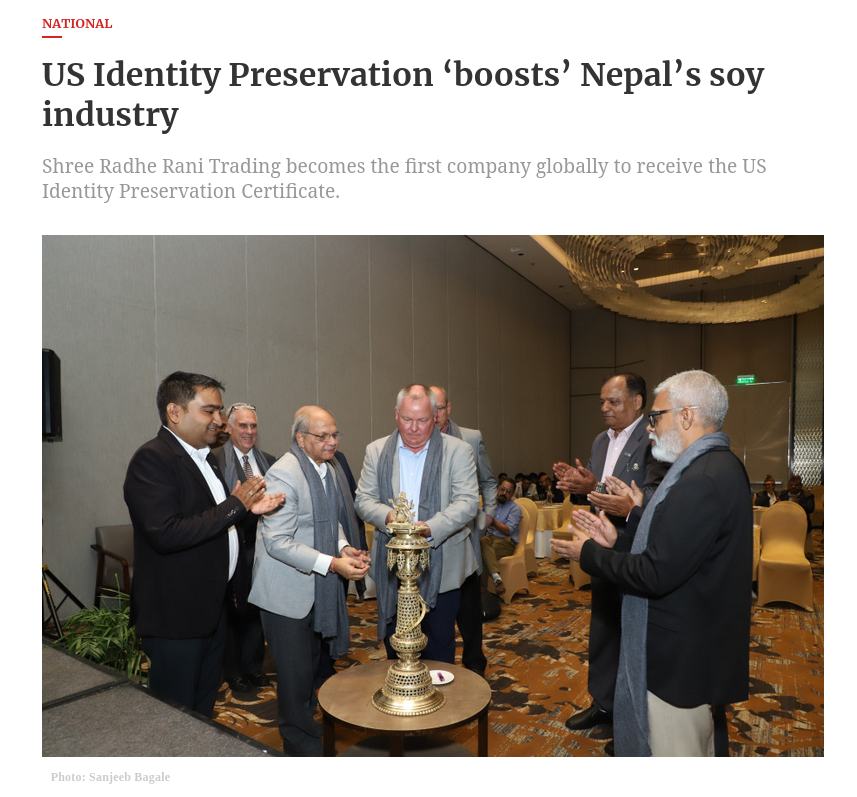 NATIONAL
US Identity Preservation ‘boosts’ Nepal’s soy
industry
Shree Radhe Rani Trading becomes the first company globally to receive the US
Identity Preservation Certificate.
EXIT
Photo: Sanjeeb Bagale